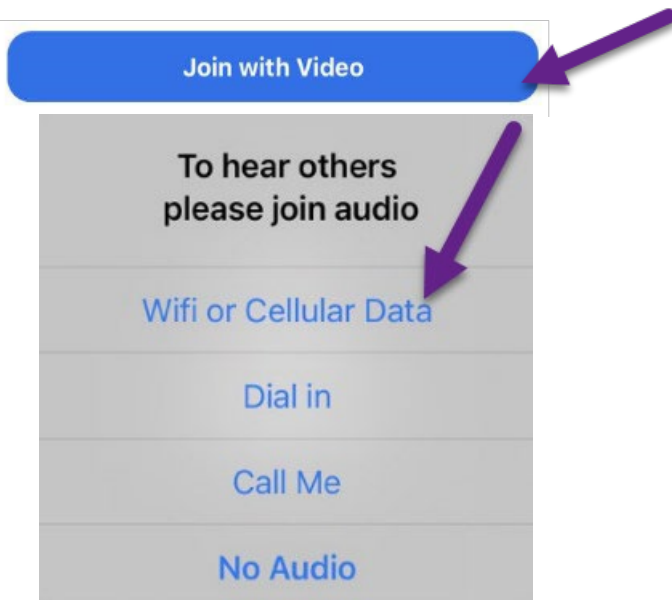 Join with Video
To hear others
please join audio
Wifi or Cellular Data
Dial in
Call Me
No Audio